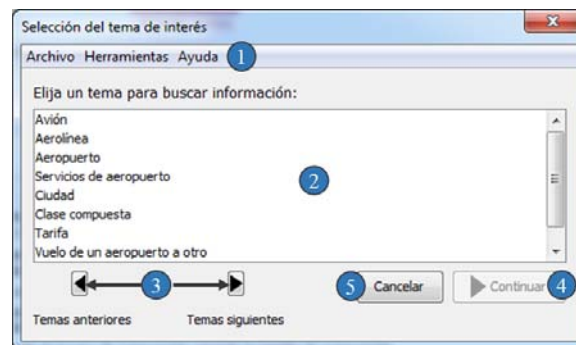 Selección del tema de interés
x
Archivo Herramientas Ayuda 1
Elija un tema para buscar información:
Avión
Aerolínea
Aeropuerto
Servicios de aeropuerto
2
Ciudad
Clase compuesta
Tarifa
Vuelo de un aeropuerto a otro
3
5 Cancelar
Continuar 4
Temas anteriores Temas siguientes